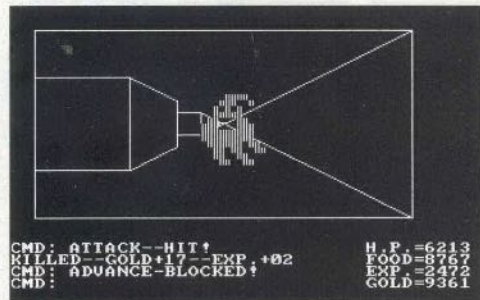 CMD: ATTACK--HIT!
KILLED--GOLD+17--EXP.+02
CMD: ADVANCE-BLOCKED!
CMD:
H.P.=6213
FOOD=8767
EXP.=2472
GOLD=9361